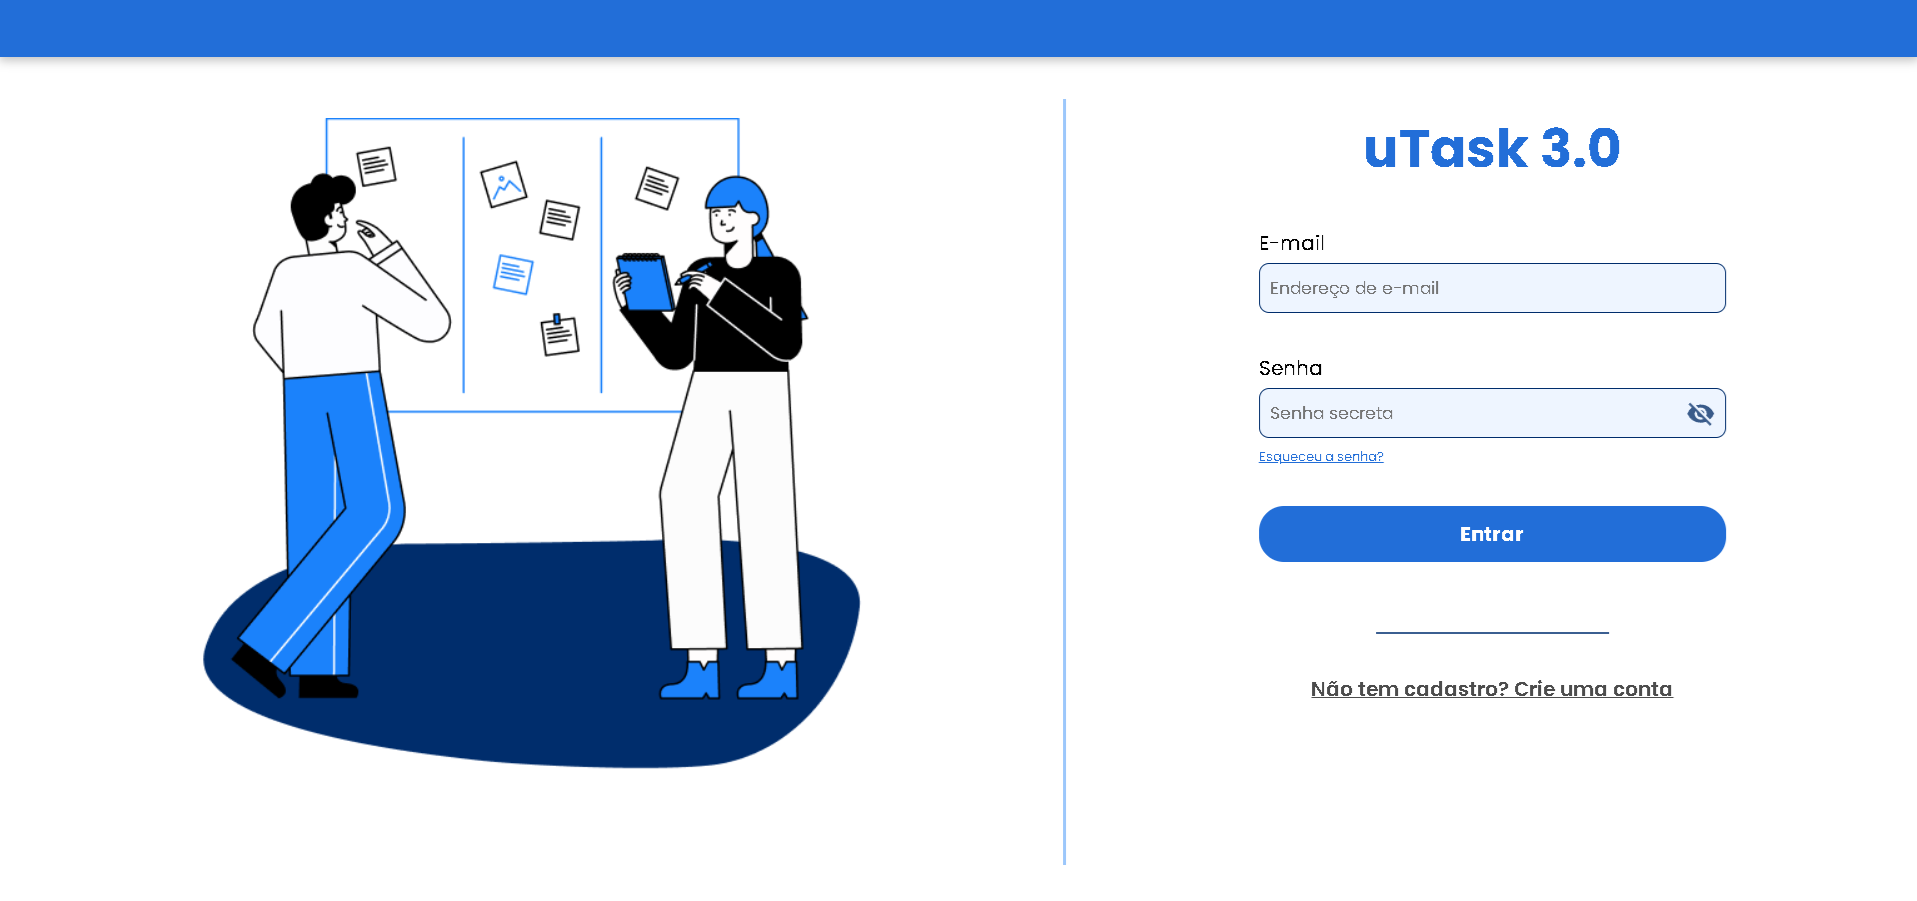 uTask 3.0
E-mail
Endereço de e-mail
Senha
Senha secreta
Esqueceu a senha?
Entrar
Não tem cadastro? Crie uma conta